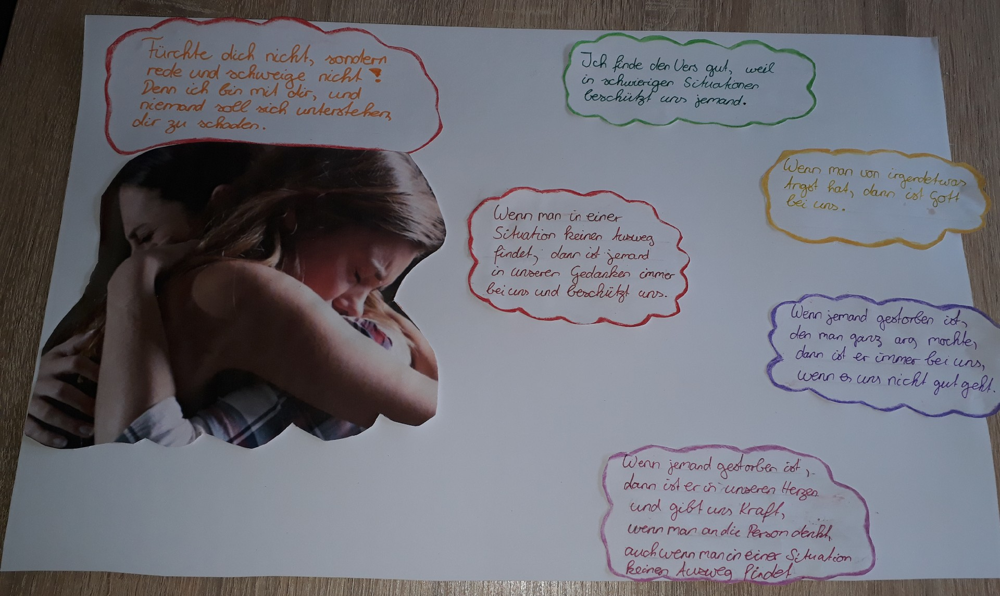 Fürchte dich nicht, sondern
rede und schweige nicht!
Denn ich bin mit dir, und
niemand soll sich unterstehen,
dir zu schaden.
Ich finde den Vers gut, weil
in schwierigen Situationen
beschützt uns jemand.
Wenn man von irgendetwas
Angst hat, dann ist Gott
bei uns.
Wenn man in einer
Situation keinen Ausweg
findet, dann ist jemand
in unseren Gedanken immer
bei uns und beschützt uns.
Wenn jemand gestorben ist,
den man ganz arg mochte,
dann ist er immer bei uns,
wenn es uns nicht gut geht.
Wenn jemand gestorben ist,
dann ist er in unseren Herzen
und gibt uns Kraft,
wenn man an die Person denkt,
auch wenn man in einer Situation
keinen Ausweg findet